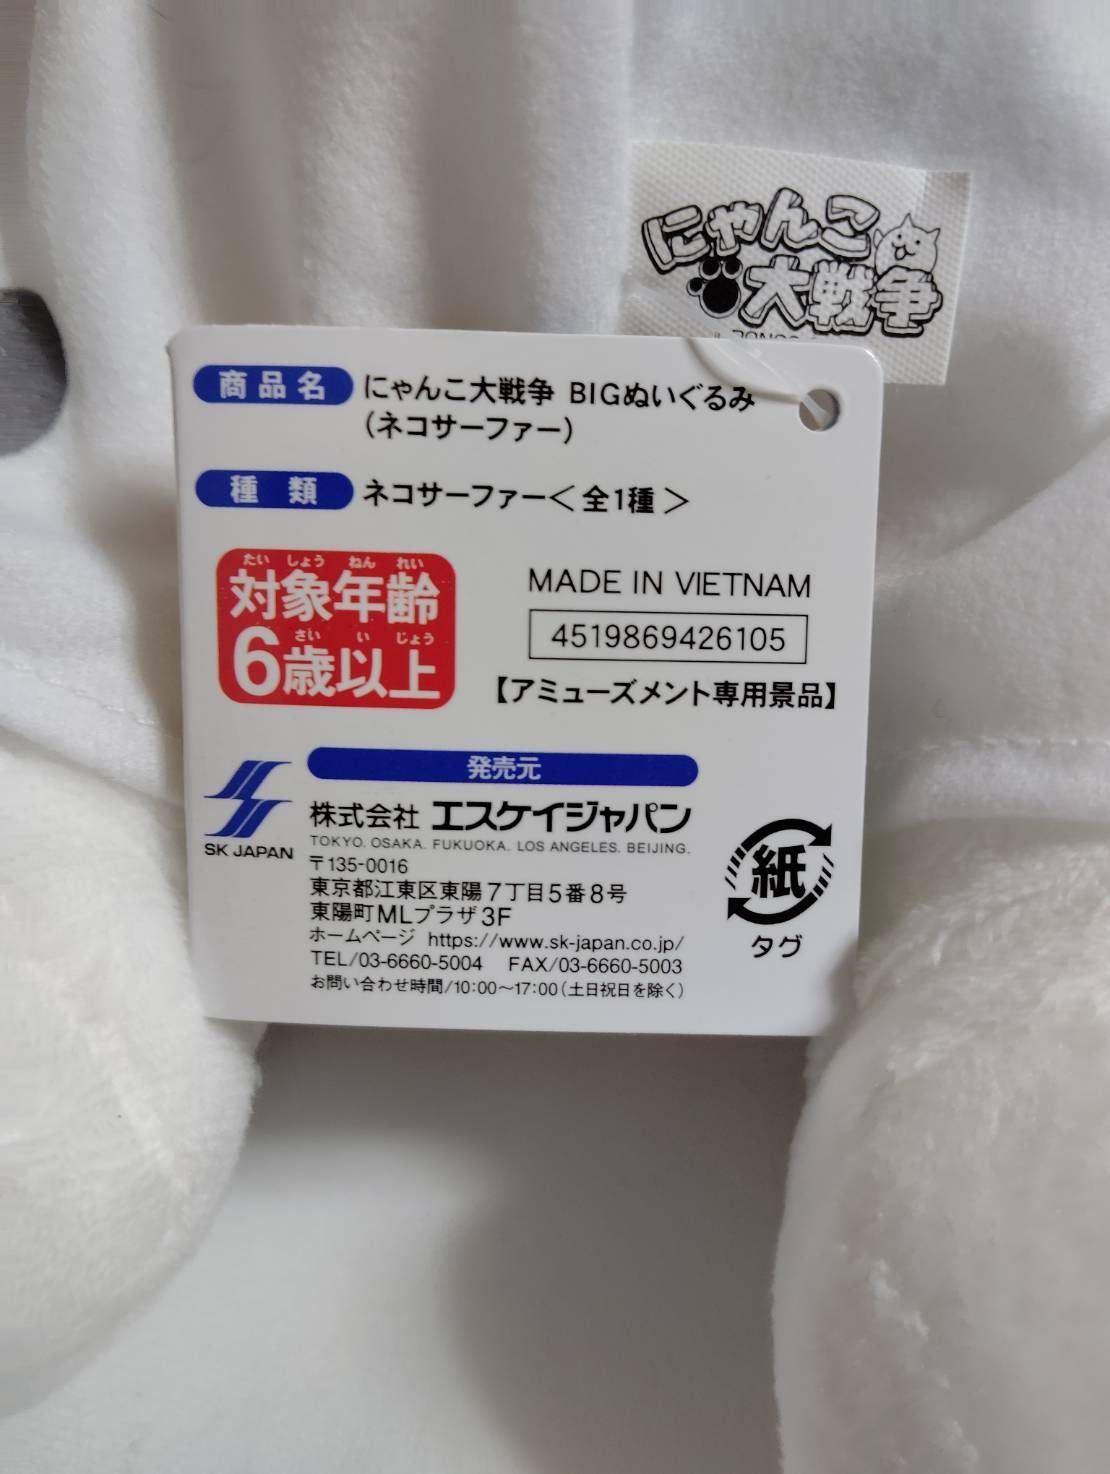 にゃんこ
大戦争
商品名 にゃんこ大戦争 BIGぬいぐるみ
(ネコサーファー)
種類 ネコサーファー＜全1種＞
たいしょうねんれい
対象年齢
さいいじょう
6歳以上
MADE IN VIETNAM
4519869426105
【アミューズメント専用景品】
発売元
SK JAPAN
株式会社 エスケイジャパン
TOKYO. OSAKA. FUKUOKA. LOS ANGELES. BEIJING.
〒135-0016
東京都江東区東陽7丁目5番8号
東陽町MLプラザ3F
ホームページ https://www.sk-japan.co.jp/
TEL/03-6660-5004 FAX/03-6660-5003
お問い合わせ時間/10:00〜17:00(土日祝日を除く)
紙
タグ